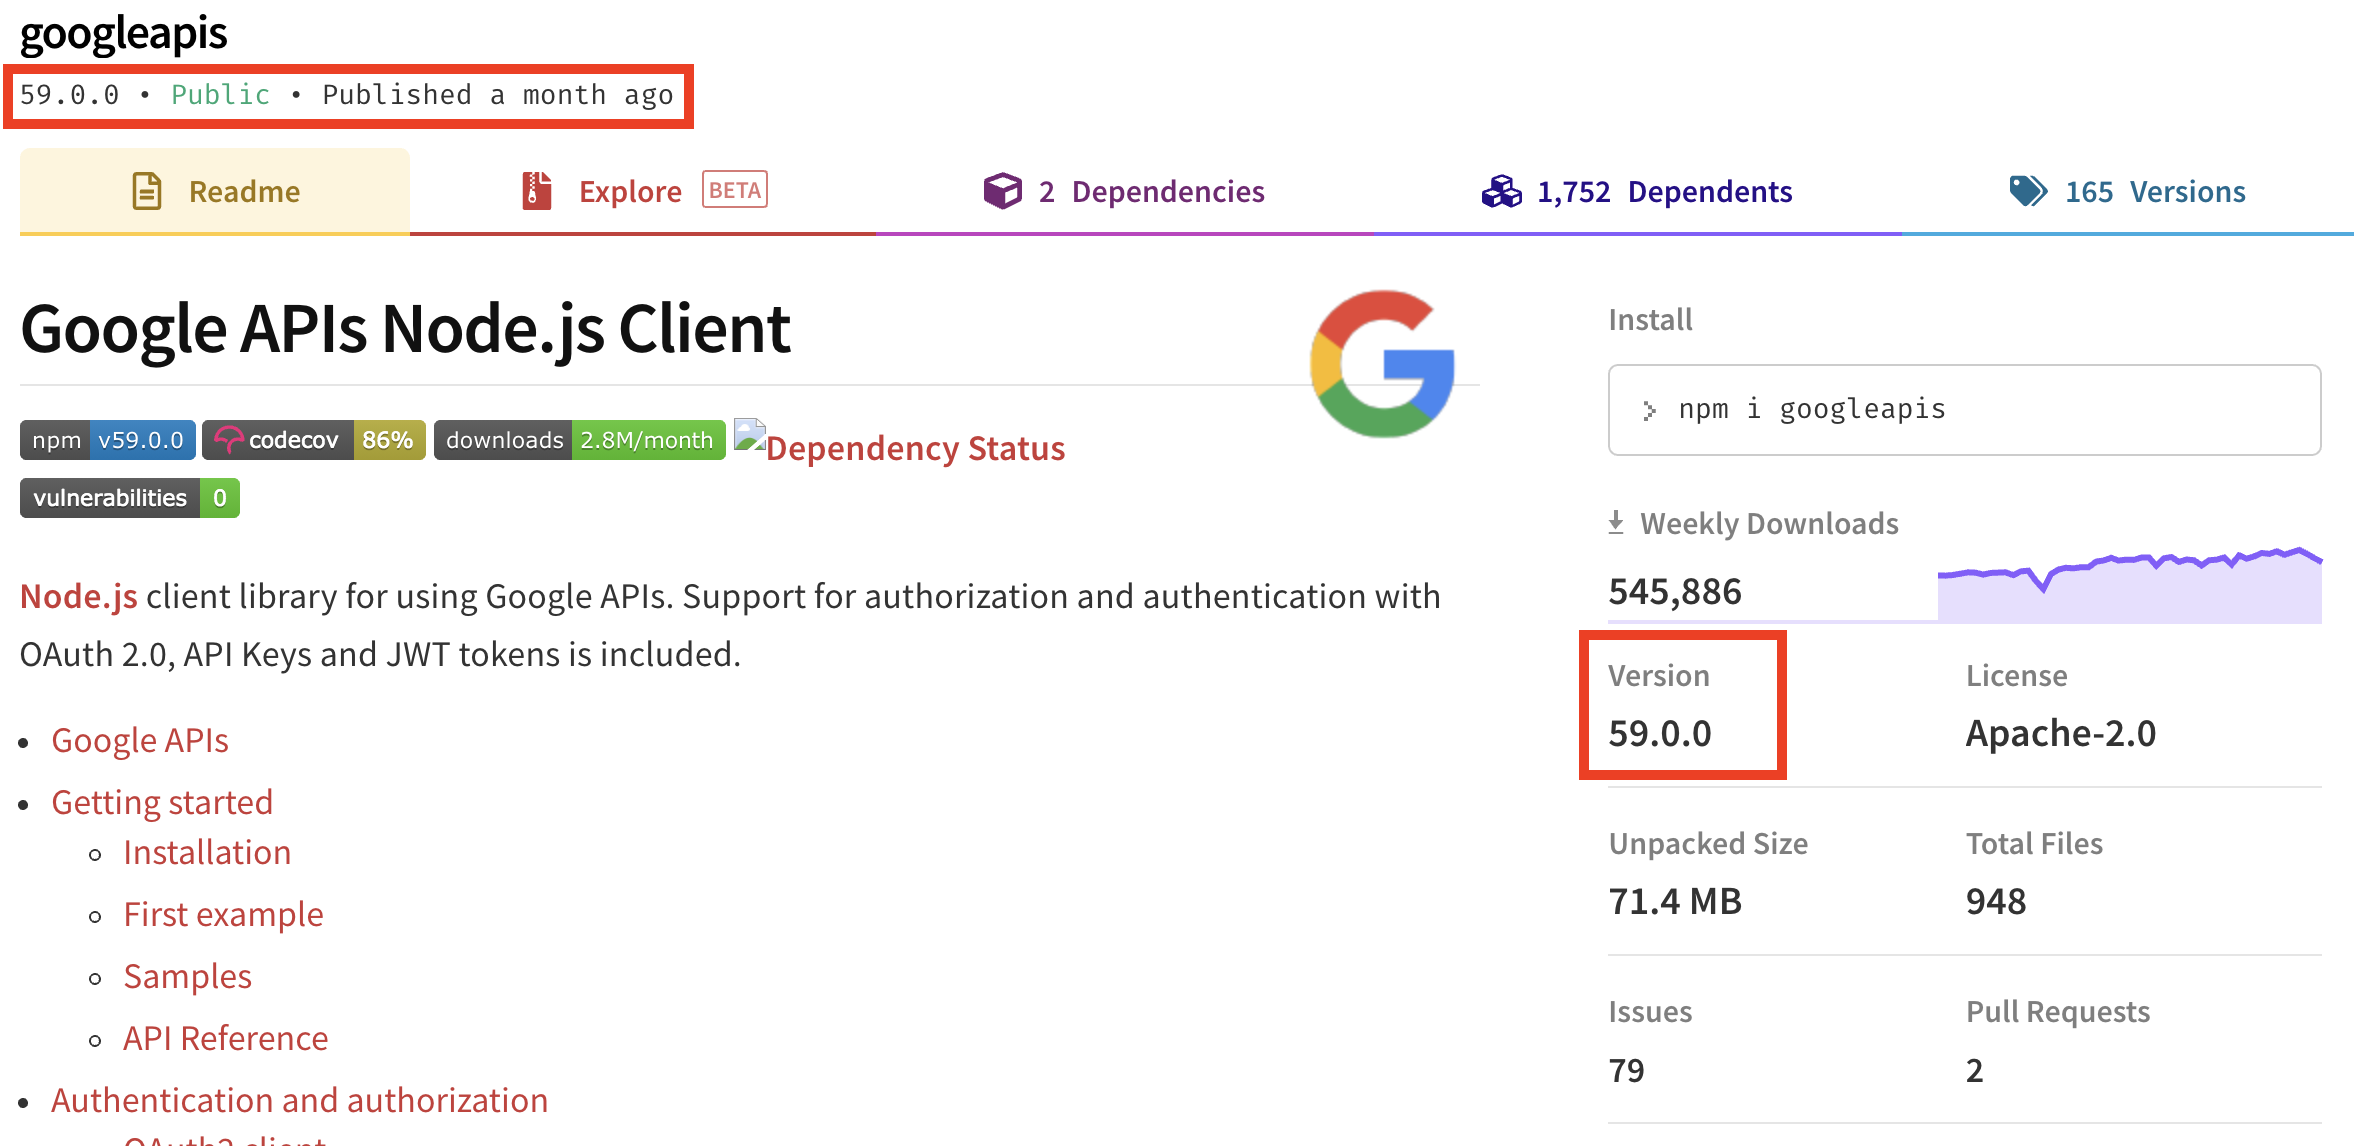 googleapis
59.0.0 • Public • Published a month ago
Readme
Explore BETA
2 Dependencies
1,752 Dependents
165 Versions
Google APIs Node.js Client
npm v59.0.0 codecov 86% downloads 2.8M/month Dependency Status
vulnerabilities 0
Node.js client library for using Google APIs. Support for authorization and authentication with
OAuth 2.0, API Keys and JWT tokens is included.
• Google APIs
• Getting started
Installation
First example
Samples
API Reference
• Authentication and authorization
OAuth2 client
Install
npm i googleapis
Weekly Downloads
545,886
Version
59.0.0
License
Apache-2.0
Unpacked Size
71.4 MB
Total Files
948
Issues
79
Pull Requests
2